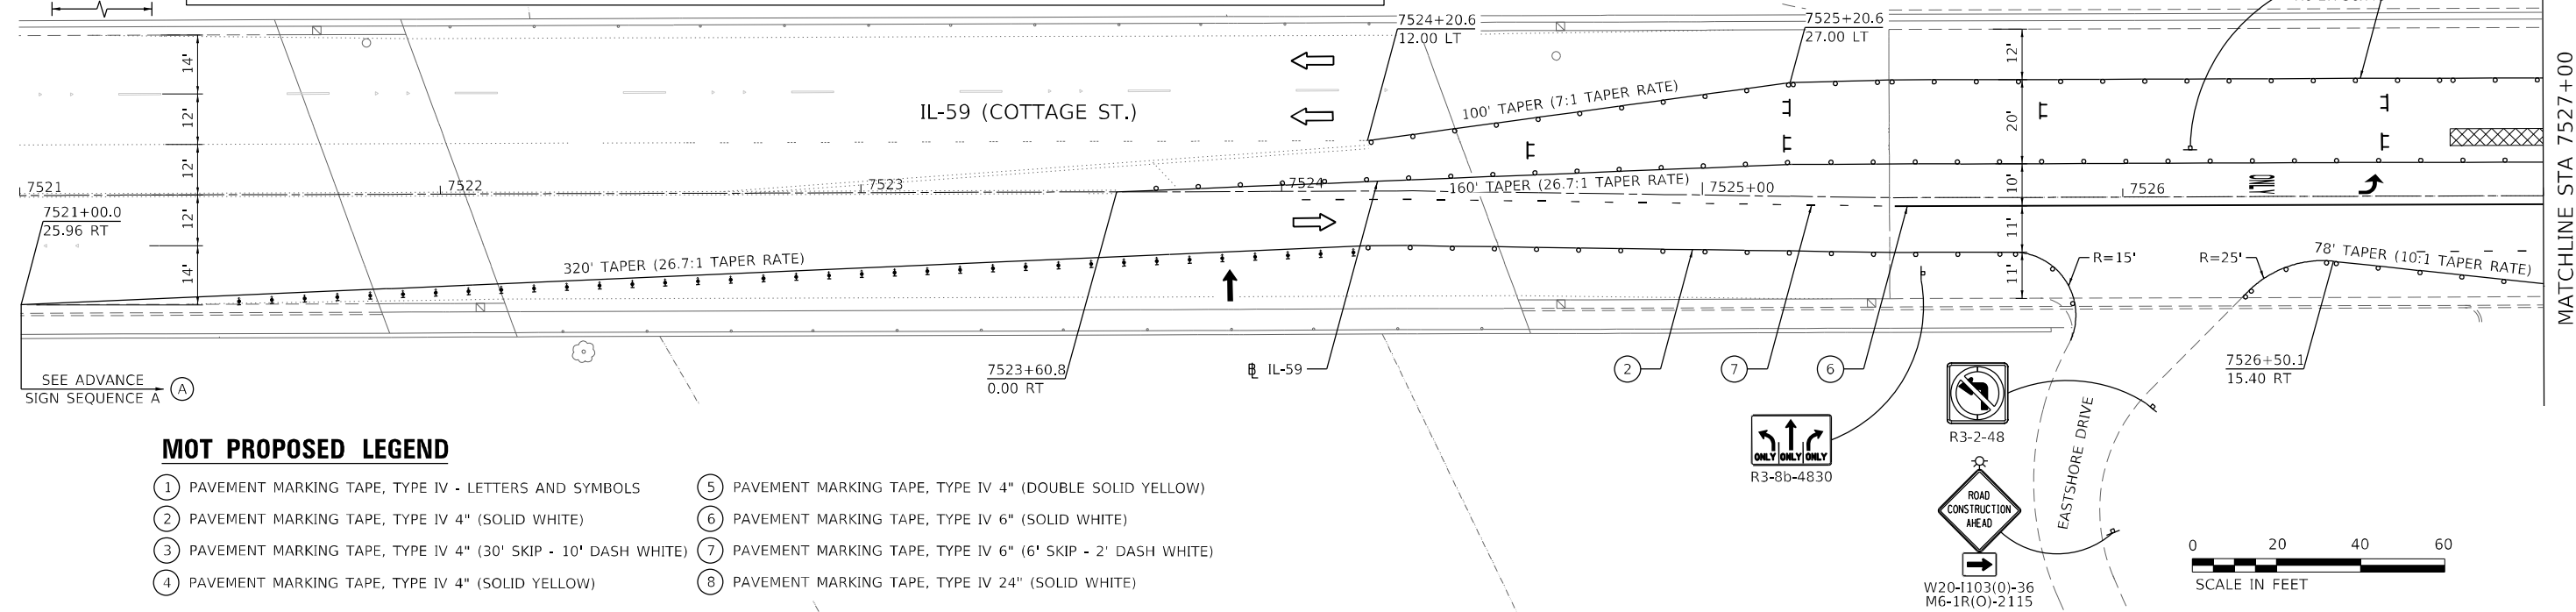 7524+20.6
12.00 LT
7525+20.6
27.00 LT
14'
12'
12'
12'
14'
12'
20'
10'
11'
11'
IL-59 (COTTAGE ST.)
100' TAPER (7:1 TAPER RATE)
160' TAPER (26.7:1 TAPER RATE)
320' TAPER (26.7:1 TAPER RATE)
78' TAPER (10:1 TAPER RATE)
7521
7522
7523
7524
7525+00
7526
ONLY
7521+00.0
25.96 RT
R=15'
R=25'
MATCHLINE STA 7527+00
7523+60.8
0.00 RT
IL-59
2
7
6
7526+50.1
15.40 RT
SEE ADVANCE
SIGN SEQUENCE A
A
ONLY ONLY ONLY
R3-8b-4830
R3-2-48
ROAD
CONSTRUCTION
AHEAD
W20-I103(0)-36
M6-1R(O)-2115
EASTSHORE DRIVE
MOT PROPOSED LEGEND
1 PAVEMENT MARKING TAPE, TYPE IV - LETTERS AND SYMBOLS
2 PAVEMENT MARKING TAPE, TYPE IV 4" (SOLID WHITE)
3 PAVEMENT MARKING TAPE, TYPE IV 4" (30' SKIP - 10' DASH WHITE)
4 PAVEMENT MARKING TAPE, TYPE IV 4" (SOLID YELLOW)
5 PAVEMENT MARKING TAPE, TYPE IV 4" (DOUBLE SOLID YELLOW)
6 PAVEMENT MARKING TAPE, TYPE IV 6" (SOLID WHITE)
7 PAVEMENT MARKING TAPE, TYPE IV 6" (6' SKIP - 2' DASH WHITE)
8 PAVEMENT MARKING TAPE, TYPE IV 24" (SOLID WHITE)
0 20 40 60
SCALE IN FEET